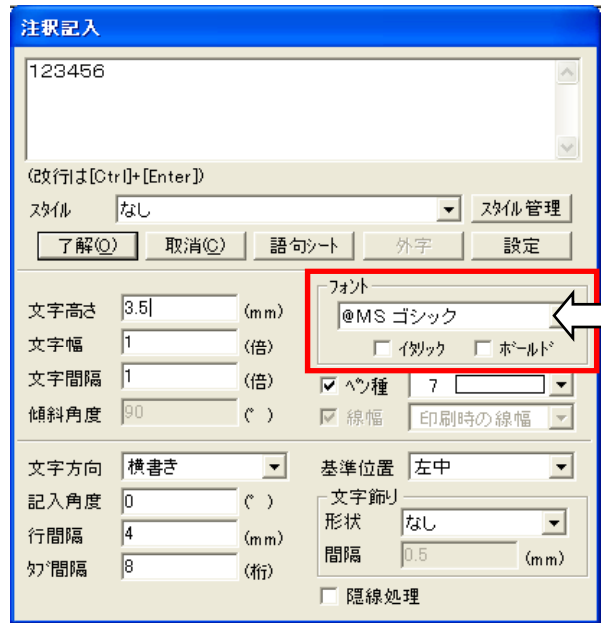 注釈記入
123456
(改行は[Ctrl]+[Enter])
ｽﾀｲﾙ なし ｽﾀｲﾙ管理
了解(O) 取消(C) 語句ｼｰﾄ 外字 設定
ﾌｫﾝﾄ
@MS ゴシック
ｲﾀﾘｯｸ ﾎﾞｰﾙﾄﾞ
文字高さ 3.5 (mm)
文字幅 1 (倍)
文字間隔 1 (倍) ﾍﾟﾝ種 7
傾斜角度 90 (°) 線幅 印刷時の線幅
文字方向 横書き 基準位置 左中
記入角度 0 (°) 文字飾り
行間隔 4 (mm) 形状 なし
ﾀﾌﾞ間隔 8 (桁) 間隔 0.5 (mm)
隠線処理